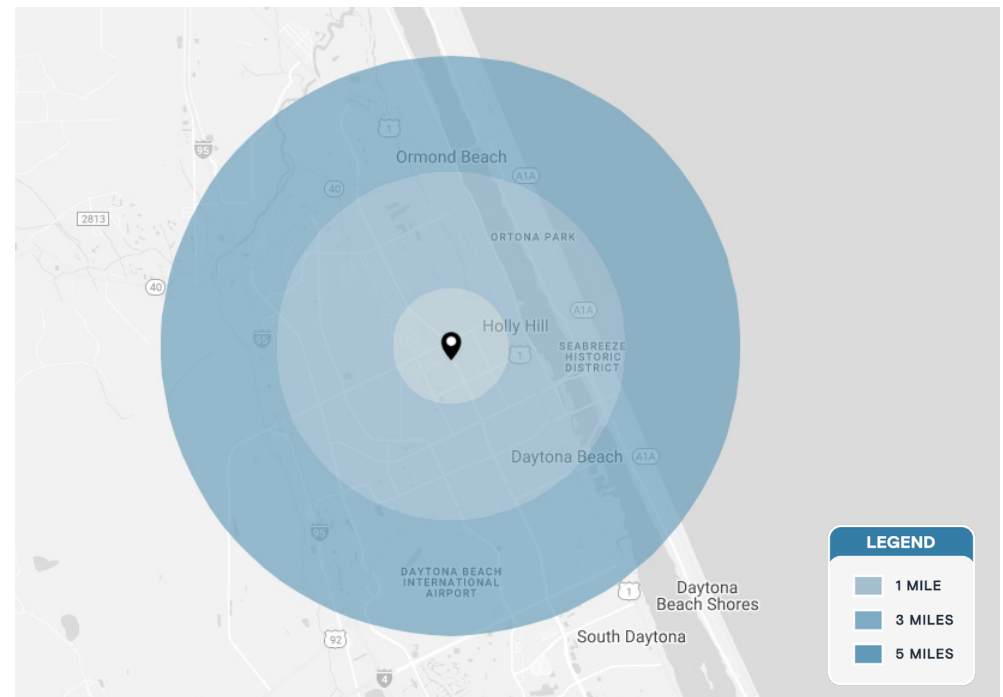 1
95
Ormond Beach
A1A
40
2813
ORTONA PARK
40
A1A
Holly Hill
95
1
SEABREEZE
HISTORIC
DISTRICT
Daytona Beach
A1A
95
LEGEND
DAYTONA BEACH
INTERNATIONAL
AIRPORT
1 MILE
1
Daytona
Beach Shores
3 MILES
92
South Daytona
5 MILES
4